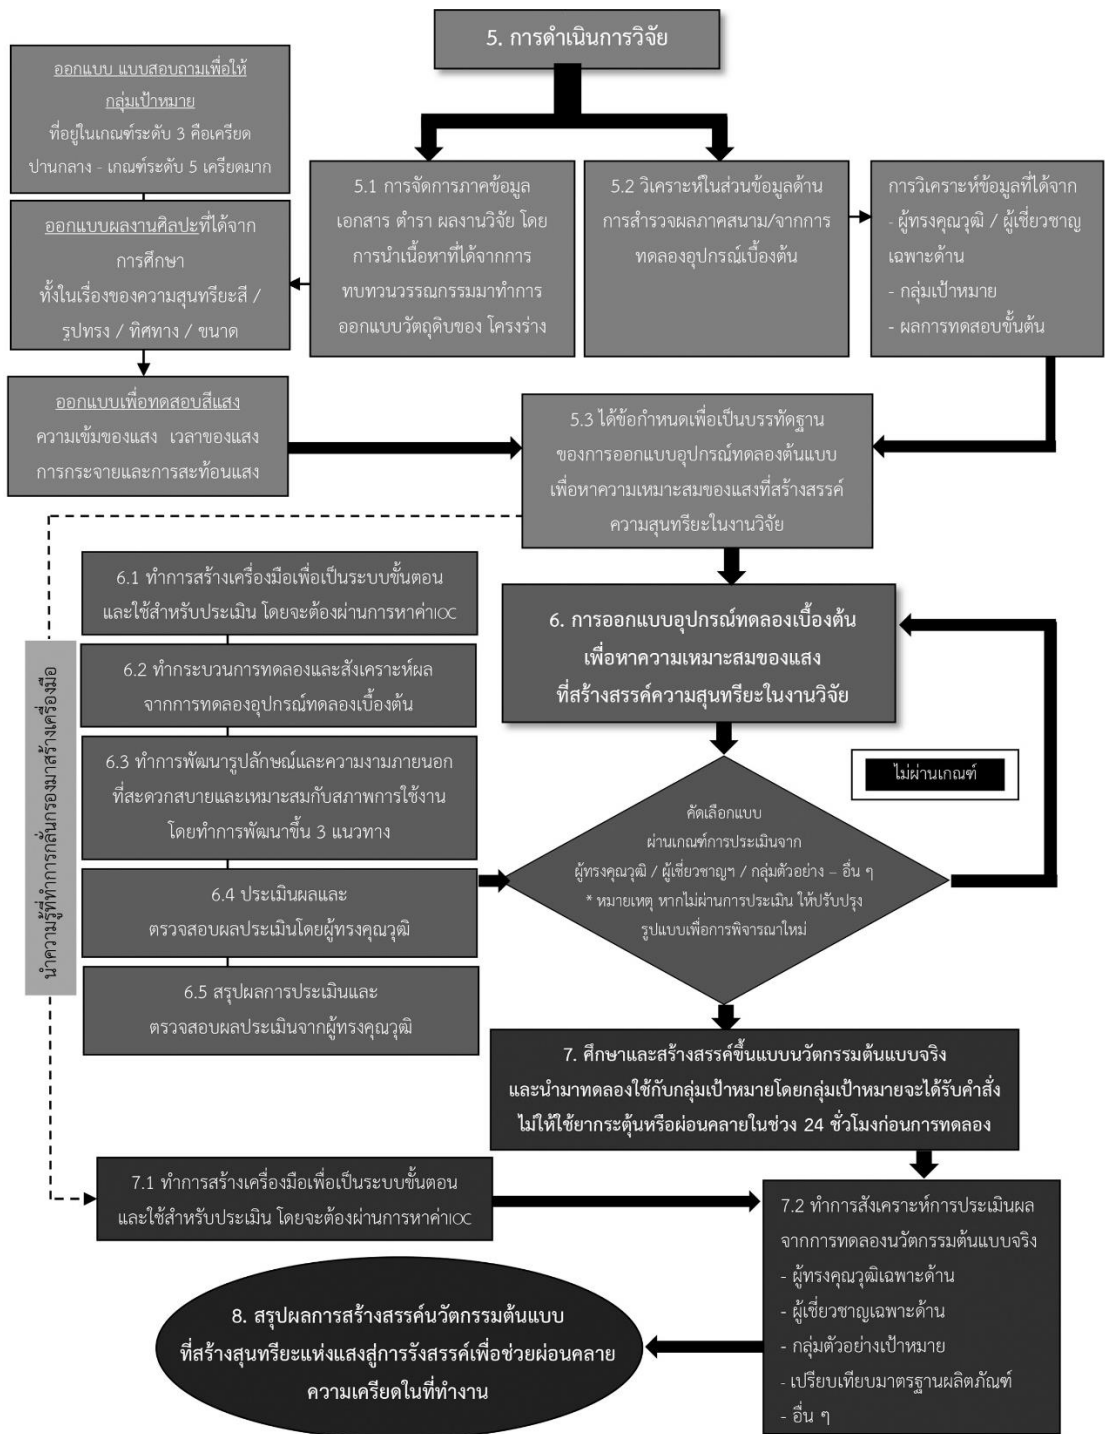 5. การดำเนินการวิจัย
ออกแบบ แบบสอบถามเพื่อให้
กลุ่มเป้าหมาย
ที่อยู่ในเกณฑ์ระดับ 3 คือเครียด
ปานกลาง - เกณฑ์ระดับ 5 เครียดมาก
ออกแบบผลงานศิลปะที่ได้จาก
การศึกษา
ทั้งในเรื่องของความสุนทรียะสี /
รูปทรง / ทิศทาง / ขนาด
5.1 การจัดการภาคข้อมูล
เอกสาร ตำรา ผลงานวิจัย โดย
การนำเนื้อหาที่ได้จากการ
ทบทวนวรรณกรรมมาทำการ
ออกแบบวัตถุดิบของ โครงร่าง
5.2 วิเคราะห์ในส่วนข้อมูลด้าน
การสำรวจผลภาคสนาม/จากการ
ทดลองอุปกรณ์เบื้องต้น
การวิเคราะห์ข้อมูลที่ได้จาก
- ผู้ทรงคุณวุฒิ / ผู้เชี่ยวชาญ
เฉพาะด้าน
- กลุ่มเป้าหมาย
- ผลการทดสอบขั้นต้น
ออกแบบเพื่อทดสอบสีแสง
ความเข้มของแสง เวลาของแสง
การกระจายและการสะท้อนแสง
5.3 ได้ข้อกำหนดเพื่อเป็นบรรทัดฐาน
ของการออกแบบอุปกรณ์ทดลองต้นแบบ
เพื่อหาความเหมาะสมของแสงที่สร้างสรรค์
ความสุนทรียะในงานวิจัย
6.1 ทำการสร้างเครื่องมือเพื่อเป็นระบบขั้นตอน
และใช้สำหรับประเมิน โดยจะต้องผ่านการหาค่าIOC
6.2 ทำกระบวนการทดลองและสังเคราะห์ผล
จากการทดลองอุปกรณ์ทดลองเบื้องต้น
6.3 ทำการพัฒนารูปลักษณ์และความงามภายนอก
ที่สะดวกสบายและเหมาะสมกับสภาพการใช้งาน
โดยทำการพัฒนาขึ้น 3 แนวทาง
6.4 ประเมินผลและ
ตรวจสอบผลประเมินโดยผู้ทรงคุณวุฒิ
6.5 สรุปผลการประเมินและ
ตรวจสอบผลประเมินจากผู้ทรงคุณวุฒิ
นำความรู้ที่ทำการกลั่นกรองมาสร้างเครื่องมือ
6. การออกแบบอุปกรณ์ทดลองเบื้องต้น
เพื่อหาความเหมาะสมของแสง
ที่สร้างสรรค์ความสุนทรียะในงานวิจัย
ไม่ผ่านเกณฑ์
คัดเลือกแบบ
ผ่านเกณฑ์การประเมินจาก
ผู้ทรงคุณวุฒิ / ผู้เชี่ยวชาญฯ / กลุ่มตัวอย่าง – อื่น ๆ
* หมายเหตุ หากไม่ผ่านการประเมิน ให้ปรับปรุง
รูปแบบเพื่อการพิจารณาใหม่
7. ศึกษาและสร้างสรรค์ขึ้นแบบนวัตกรรมต้นแบบจริง
และนำมาทดลองใช้กับกลุ่มเป้าหมายโดยกลุ่มเป้าหมายจะได้รับคำสั่ง
ไม่ให้ใช้ยากระตุ้นหรือผ่อนคลายในช่วง 24 ชั่วโมงก่อนการทดลอง
7.1 ทำการสร้างเครื่องมือเพื่อเป็นระบบขั้นตอน
และใช้สำหรับประเมิน โดยจะต้องผ่านการหาค่าIOC
7.2 ทำการสังเคราะห์การประเมินผล
จากการทดลองนวัตกรรมต้นแบบจริง
- ผู้ทรงคุณวุฒิเฉพาะด้าน
- ผู้เชี่ยวชาญเฉพาะด้าน
- กลุ่มตัวอย่างเป้าหมาย
- เปรียบเทียบมาตรฐานผลิตภัณฑ์
- อื่น ๆ
8. สรุปผลการสร้างสรรค์นวัตกรรมต้นแบบ
ที่สร้างสุนทรียะแห่งแสงสู่การรังสรรค์เพื่อช่วยผ่อนคลาย
ความเครียดในที่ทำงาน